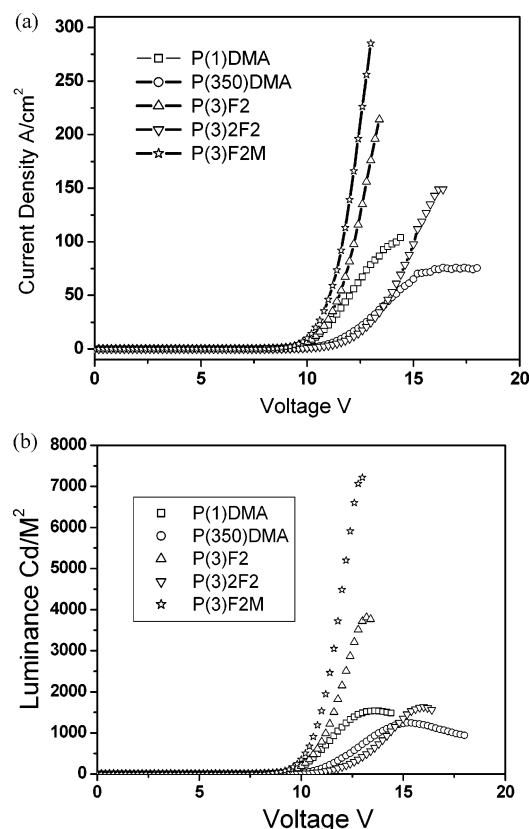 (a)
300
250
200
150
100
50
0
Current Density A/cm²
P(1)DMA
P(350)DMA
P(3)F2
P(3)2F2
P(3)F2M
0 5 10 15 20
Voltage V
(b)
8000
7000
6000
5000
4000
3000
2000
1000
0
Luminance Cd/M²
P(1)DMA
P(350)DMA
P(3)F2
P(3)2F2
P(3)F2M
0 5 10 15 20
Voltage V